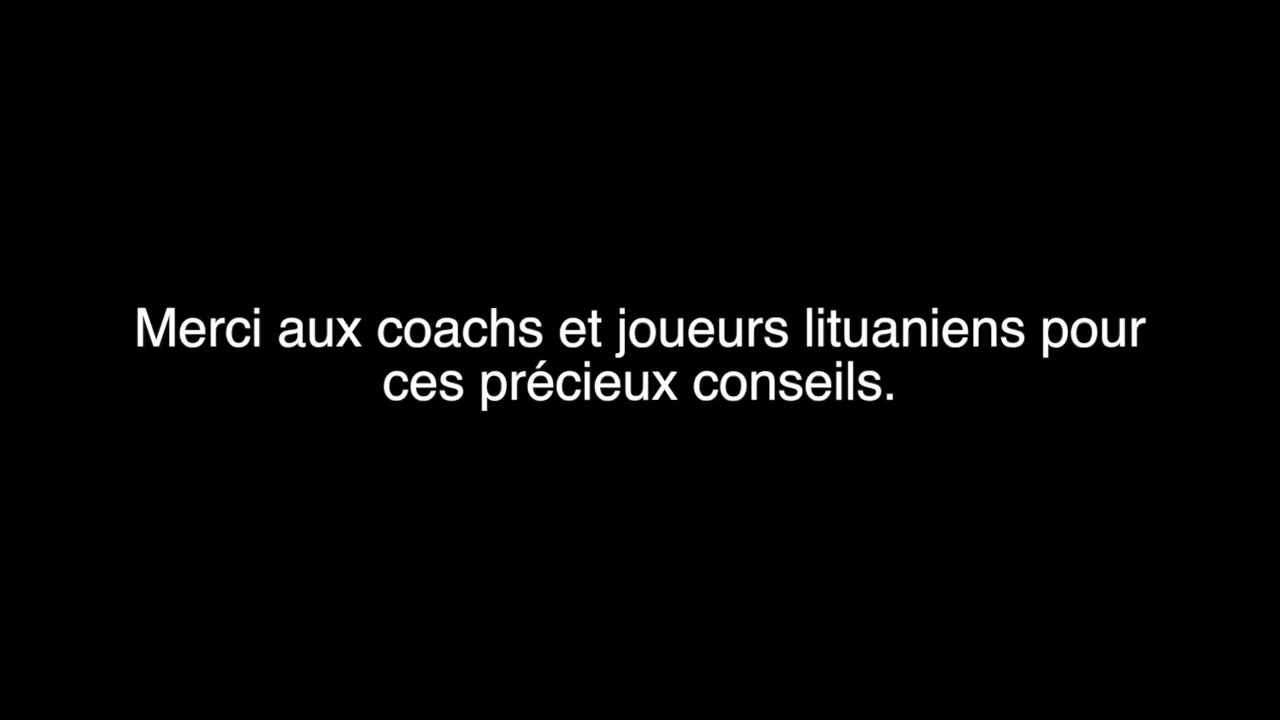 Merci aux coachs et joueurs lituaniens pour
ces précieux conseils.